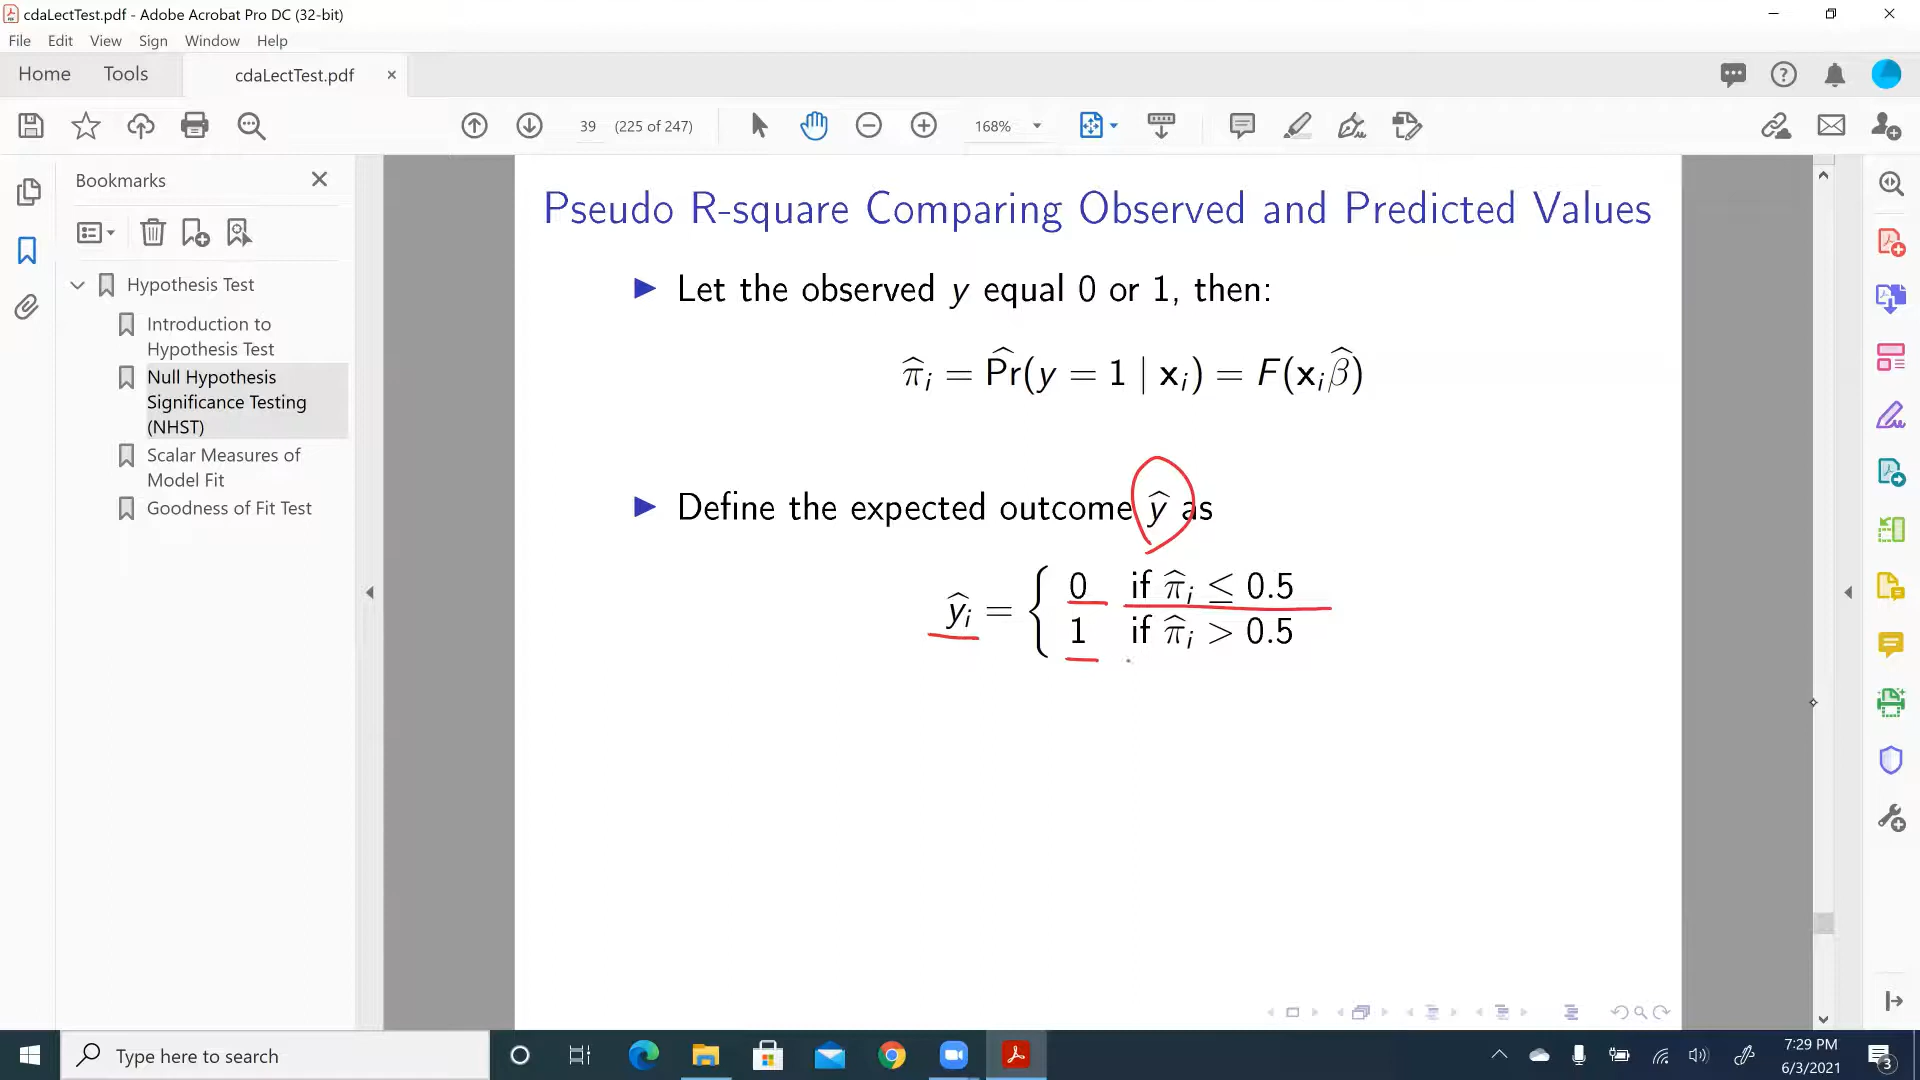 cdaLectTest.pdf - Adobe Acrobat Pro DC (32-bit)
File Edit View Sign Window Help
Home Tools cdaLectTest.pdf
39 (225 of 247) 168%
Bookmarks
Hypothesis Test
Introduction to
Hypothesis Test
Null Hypothesis
Significance Testing
(NHST)
Scalar Measures of
Model Fit
Goodness of Fit Test
Pseudo R-square Comparing Observed and Predicted Values
▶ Let the observed y equal 0 or 1, then:
π̂ᵢ = P̂r(y = 1 | xᵢ) = F(xᵢβ̂)
▶ Define the expected outcome ŷ as
ŷᵢ = { 0 if π̂ᵢ ≤ 0.5
1 if π̂ᵢ > 0.5
Type here to search
7:29 PM
6/3/2021
3